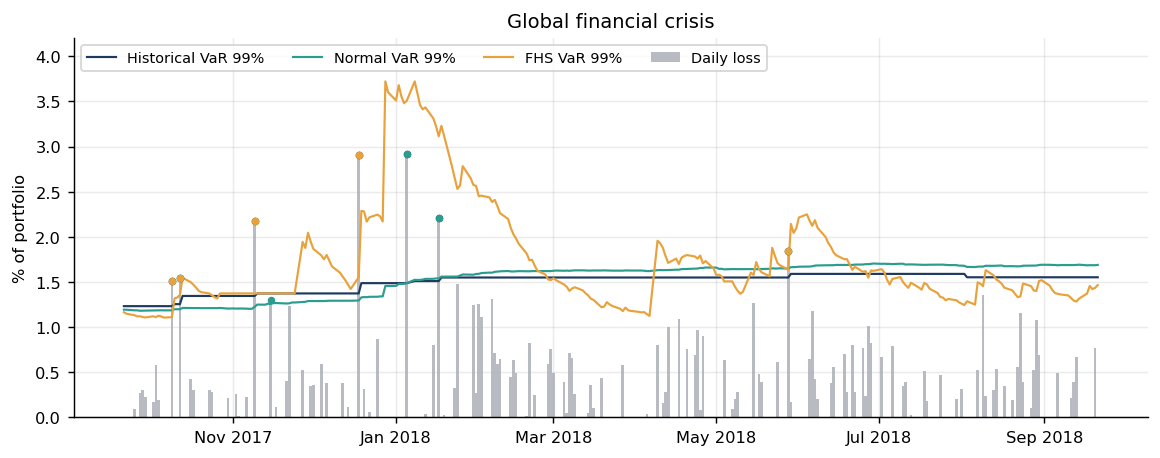 Global financial crisis
Historical VaR 99% Normal VaR 99% FHS VaR 99% Daily loss
% of portfolio
4.0
3.5
3.0
2.5
2.0
1.5
1.0
0.5
0.0
Nov 2017 Jan 2018 Mar 2018 May 2018 Jul 2018 Sep 2018